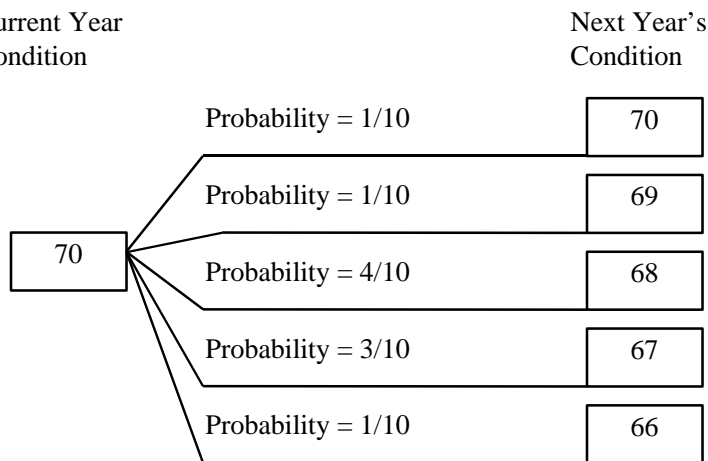 urrent Year
ondition
Next Year's
Condition
Probability = 1/10
70
Probability = 1/10
69
70
Probability = 4/10
68
Probability = 3/10
67
Probability = 1/10
66